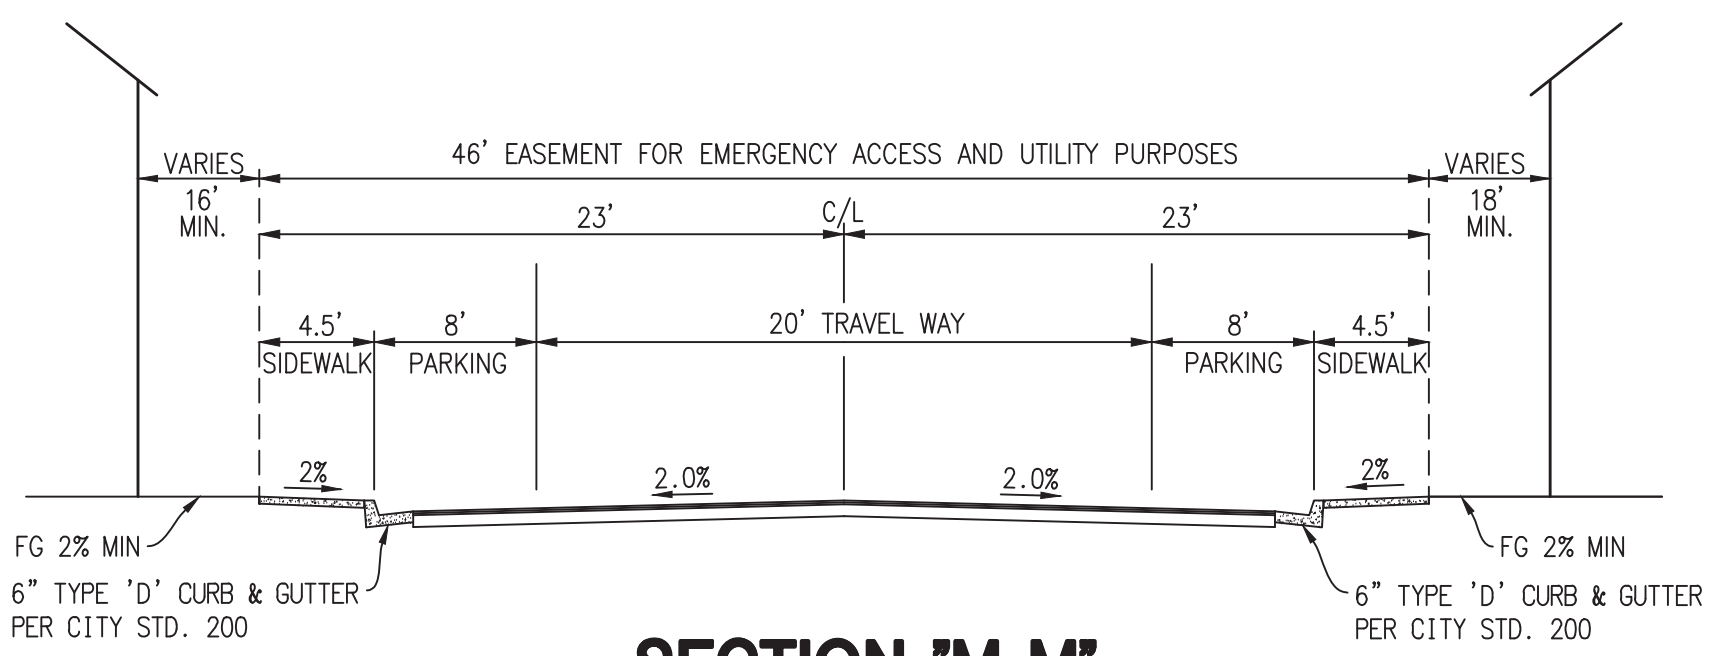 46' EASEMENT FOR EMERGENCY ACCESS AND UTILITY PURPOSES
VARIES
16'
MIN.
VARIES
18'
MIN.
23'
C/L
23'
4.5'
SIDEWALK
8'
PARKING
20' TRAVEL WAY
8'
PARKING
4.5'
SIDEWALK
2%
2.0%
2.0%
2%
FG 2% MIN
6" TYPE 'D' CURB & GUTTER
PER CITY STD. 200
FG 2% MIN
6" TYPE 'D' CURB & GUTTER
PER CITY STD. 200
SECTION "M-M"